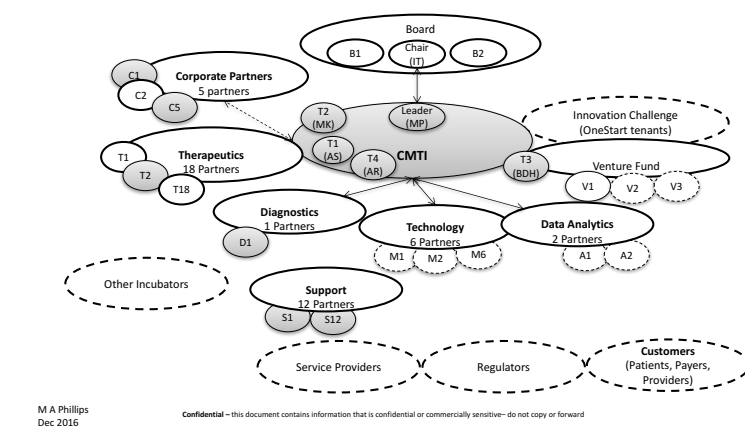 Board
B1
Chair
(IT)
B2
C1
C2
C5
Corporate Partners
5 partners
T2
(MK)
Leader
(MP)
T1
(AS)
T4
(AR)
CMTI
T3
(BDH)
Innovation Challenge
(OneStart tenants)
Venture Fund
V1
V2
V3
T1
T2
T18
Therapeutics
18 Partners
Diagnostics
1 Partners
D1
Technology
6 Partners
M1
M2
M6
Data Analytics
2 Partners
A1
A2
Other Incubators
Support
12 Partners
S1
S12
Service Providers
Regulators
Customers
(Patients, Payers,
Providers)
M A Phillips
Dec 2016
Confidential – this document contains information that is confidential or commercially sensitive– do not copy or forward